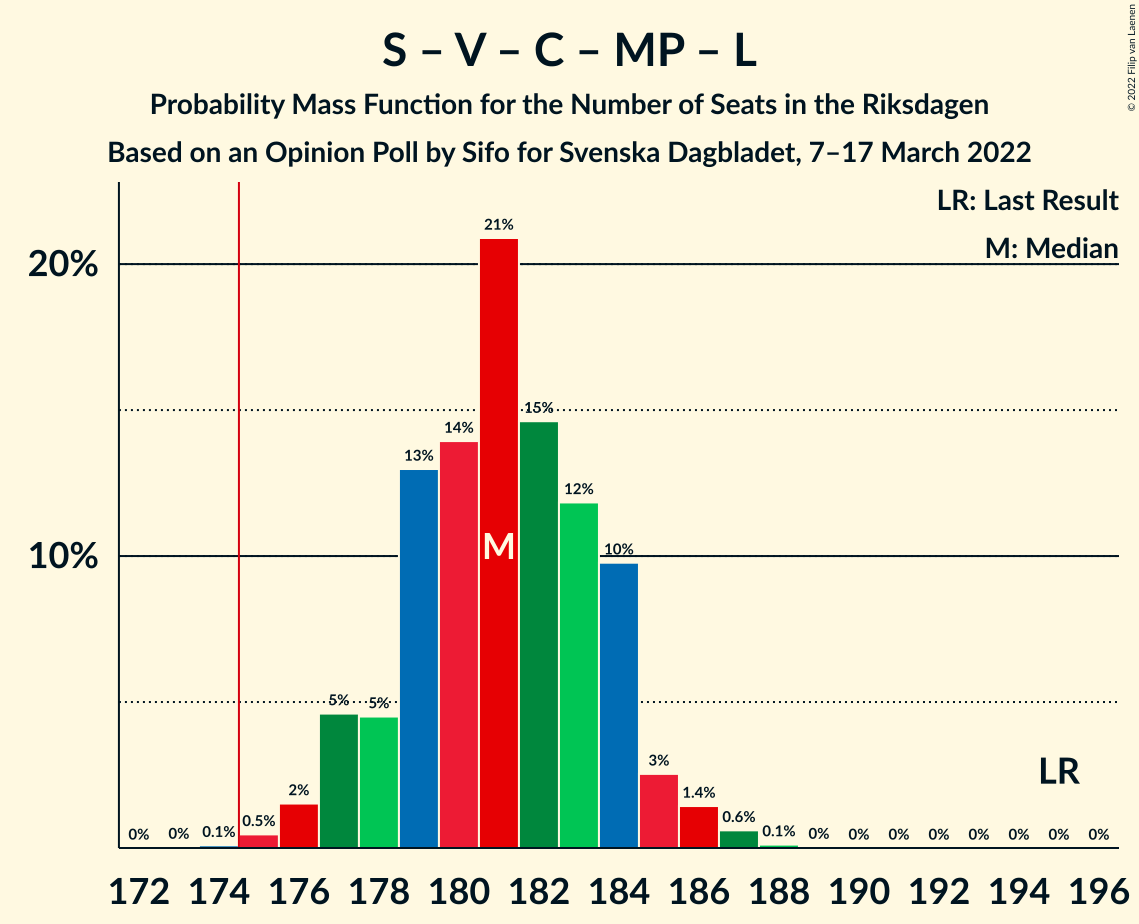 S – V – C – MP – L
Probability Mass Function for the Number of Seats in the Riksdagen
Based on an Opinion Poll by Sifo for Svenska Dagbladet, 7–17 March 2022
© 2022 Filip van Laenen
LR: Last Result
M: Median
20%
10%
0% 0% 0.1% 0.5% 2% 5% 5% 13% 14% 21% 15% 12% 10% 3% 1.4% 0.6% 0.1% 0% 0% 0% 0% 0% 0% 0% 0%
M
LR
172 174 176 178 180 182 184 186 188 190 192 194 196